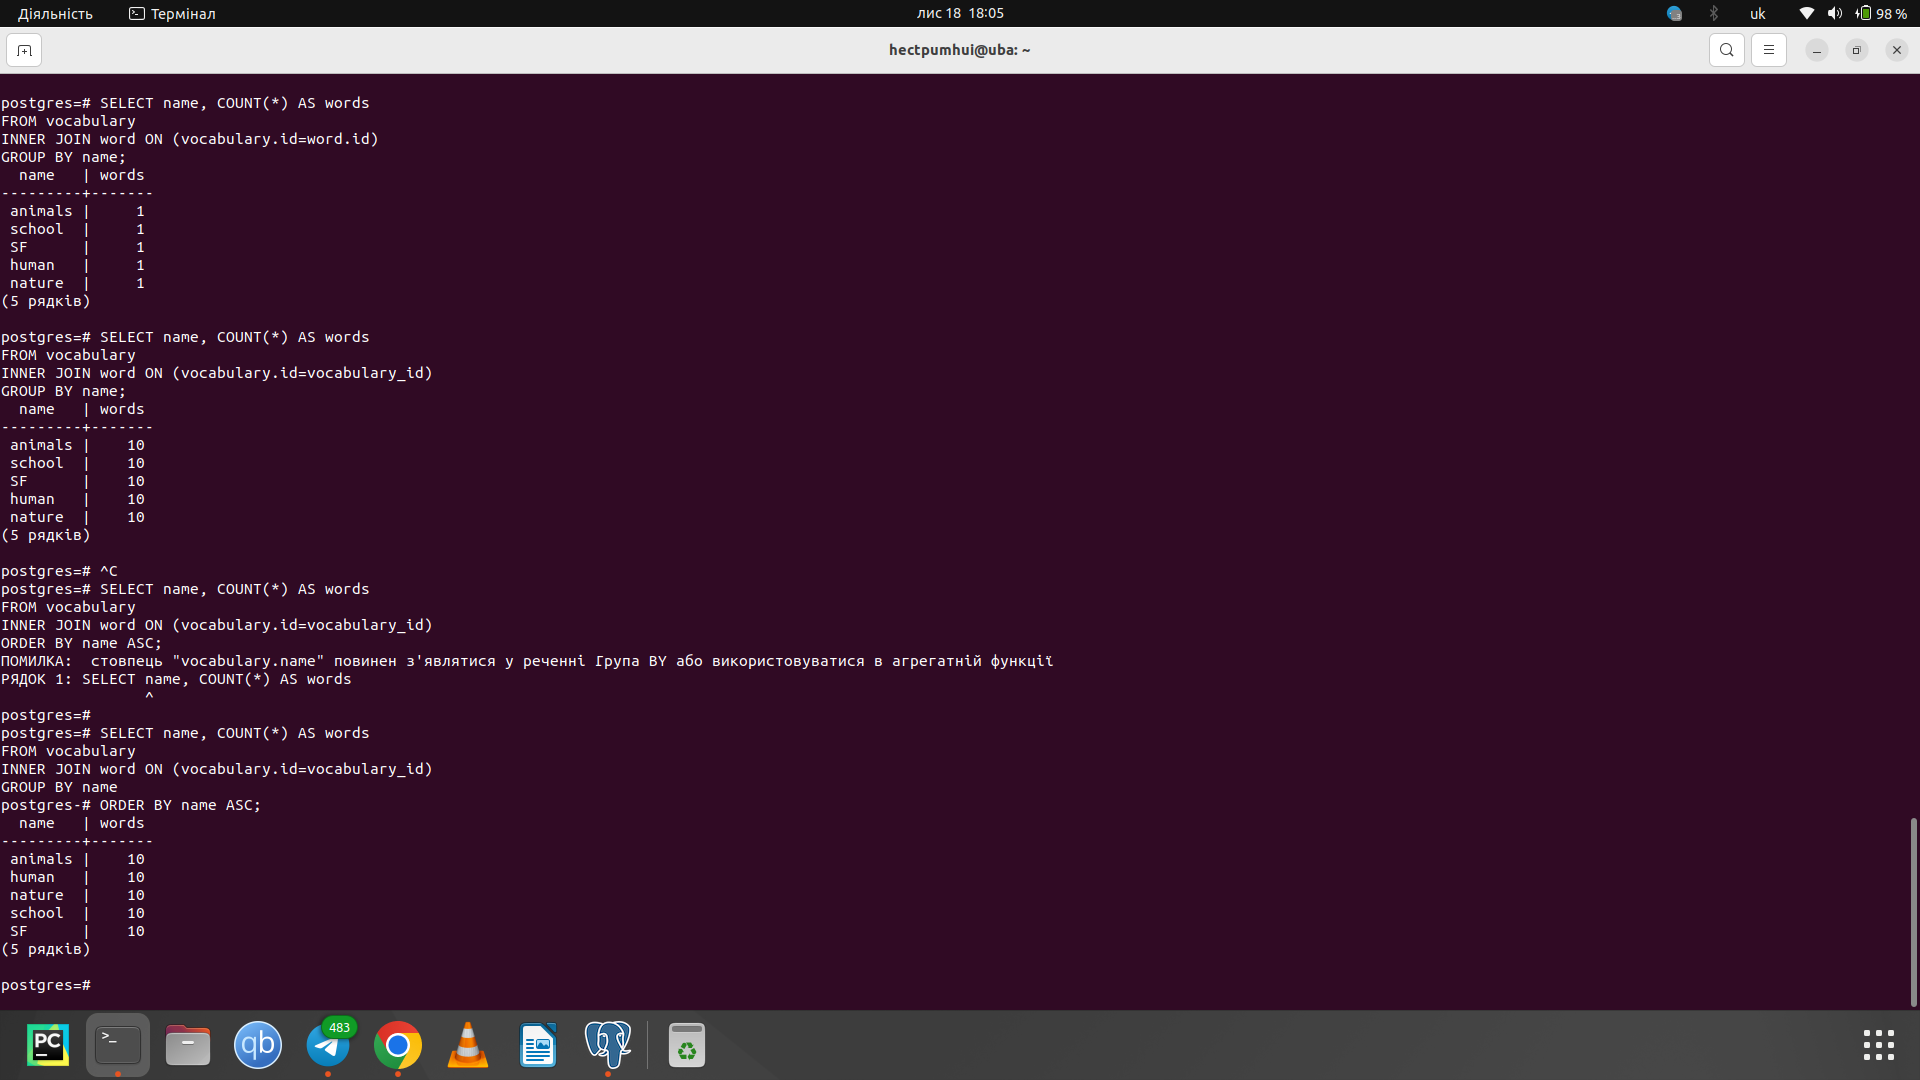 Діяльність
Термінал
лис 18 18:05
uk
98 %
hectpumhui@uba: ~
postgres=# SELECT name, COUNT(*) AS words
FROM vocabulary
INNER JOIN word ON (vocabulary.id=word.id)
GROUP BY name;
  name   | words
---------+-------
 animals |     1
 school  |     1
 SF      |     1
 human   |     1
 nature  |     1
(5 рядків)
postgres=# SELECT name, COUNT(*) AS words
FROM vocabulary
INNER JOIN word ON (vocabulary.id=vocabulary_id)
GROUP BY name;
  name   | words
---------+-------
 animals |    10
 school  |    10
 SF      |    10
 human   |    10
 nature  |    10
(5 рядків)
postgres=# ^C
postgres=# SELECT name, COUNT(*) AS words
FROM vocabulary
INNER JOIN word ON (vocabulary.id=vocabulary_id)
ORDER BY name ASC;
ПОМИЛКА:  стовпець "vocabulary.name" повинен з'являтися у реченні Група BY або використовуватися в агрегатній функції
РЯДОК 1: SELECT name, COUNT(*) AS words
                ^
postgres=#
postgres=# SELECT name, COUNT(*) AS words
FROM vocabulary
INNER JOIN word ON (vocabulary.id=vocabulary_id)
GROUP BY name
postgres-# ORDER BY name ASC;
  name   | words
---------+-------
 animals |    10
 human   |    10
 nature  |    10
 school  |    10
 SF      |    10
(5 рядків)
postgres=#
PC
>_
qb
483